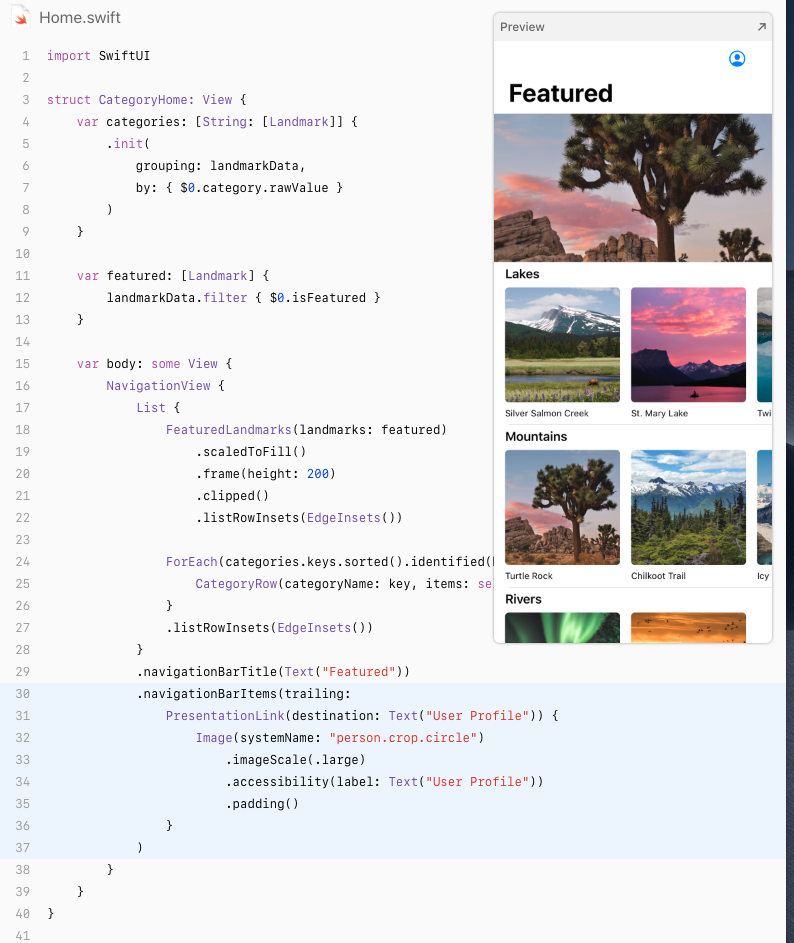 Home.swift
1 import SwiftUI
2
3 struct CategoryHome: View {
4 var categories: [String: [Landmark]] {
5 .init(
6 grouping: landmarkData,
7 by: { $0.category.rawValue }
8 )
9 }
10
11 var featured: [Landmark] {
12 landmarkData.filter { $0.isFeatured }
13 }
14
15 var body: some View {
16 NavigationView {
17 List {
18 FeaturedLandmarks(landmarks: featured)
19 .scaledToFill()
20 .frame(height: 200)
21 .clipped()
22 .listRowInsets(EdgeInsets())
23
24 ForEach(categories.keys.sorted().identified(
25 CategoryRow(categoryName: key, items: se
26 }
27 .listRowInsets(EdgeInsets())
28 }
29 .navigationBarTitle(Text("Featured"))
30 .navigationBarItems(trailing:
31 PresentationLink(destination: Text("User Profile")) {
32 Image(systemName: "person.crop.circle")
33 .imageScale(.large)
34 .accessibility(label: Text("User Profile"))
35 .padding()
36 }
37 )
38 }
39 }
40 }
41
Preview
Featured
Lakes
Silver Salmon Creek St. Mary Lake Twi
Mountains
Turtle Rock Chilkoot Trail Icy
Rivers